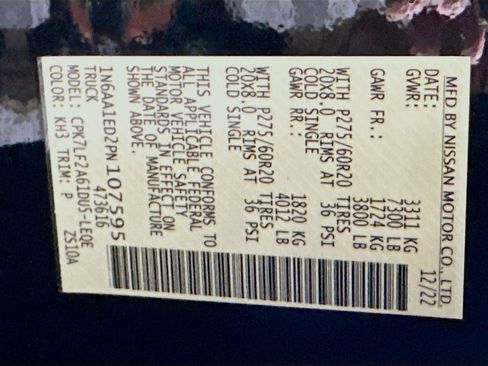 MFD BY NISSAN MOTOR CO., LTD.
DATE: 12/22
GVWR: 3311 KG
7300 LB
GAWR FR.: 1724 KG
3800 LB
WITH P275/60R20 TIRES
20X8.0 RIMS AT 36 PSI
COLD SINGLE
GAWR RR.: 1820 KG
4012 LB
WITH P275/60R20 TIRES
20X8.0 RIMS AT 36 PSI
COLD SINGLE
THIS VEHICLE CONFORMS TO
ALL APPLICABLE FEDERAL
MOTOR VEHICLE SAFETY
STANDARDS IN EFFECT ON
THE DATE OF MANUFACTURE
SHOWN ABOVE.
1N6AA1ED2PN107595
TRUCK 473616
MODEL: CPK7LF2A61DU5-LEQE
COLOR: KH3 TRIM: P ZS10A